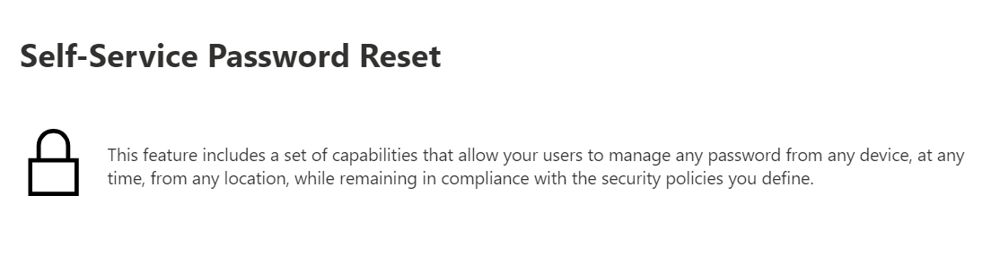 Self-Service Password Reset
This feature includes a set of capabilities that allow your users to manage any password from any device, at any
time, from any location, while remaining in compliance with the security policies you define.